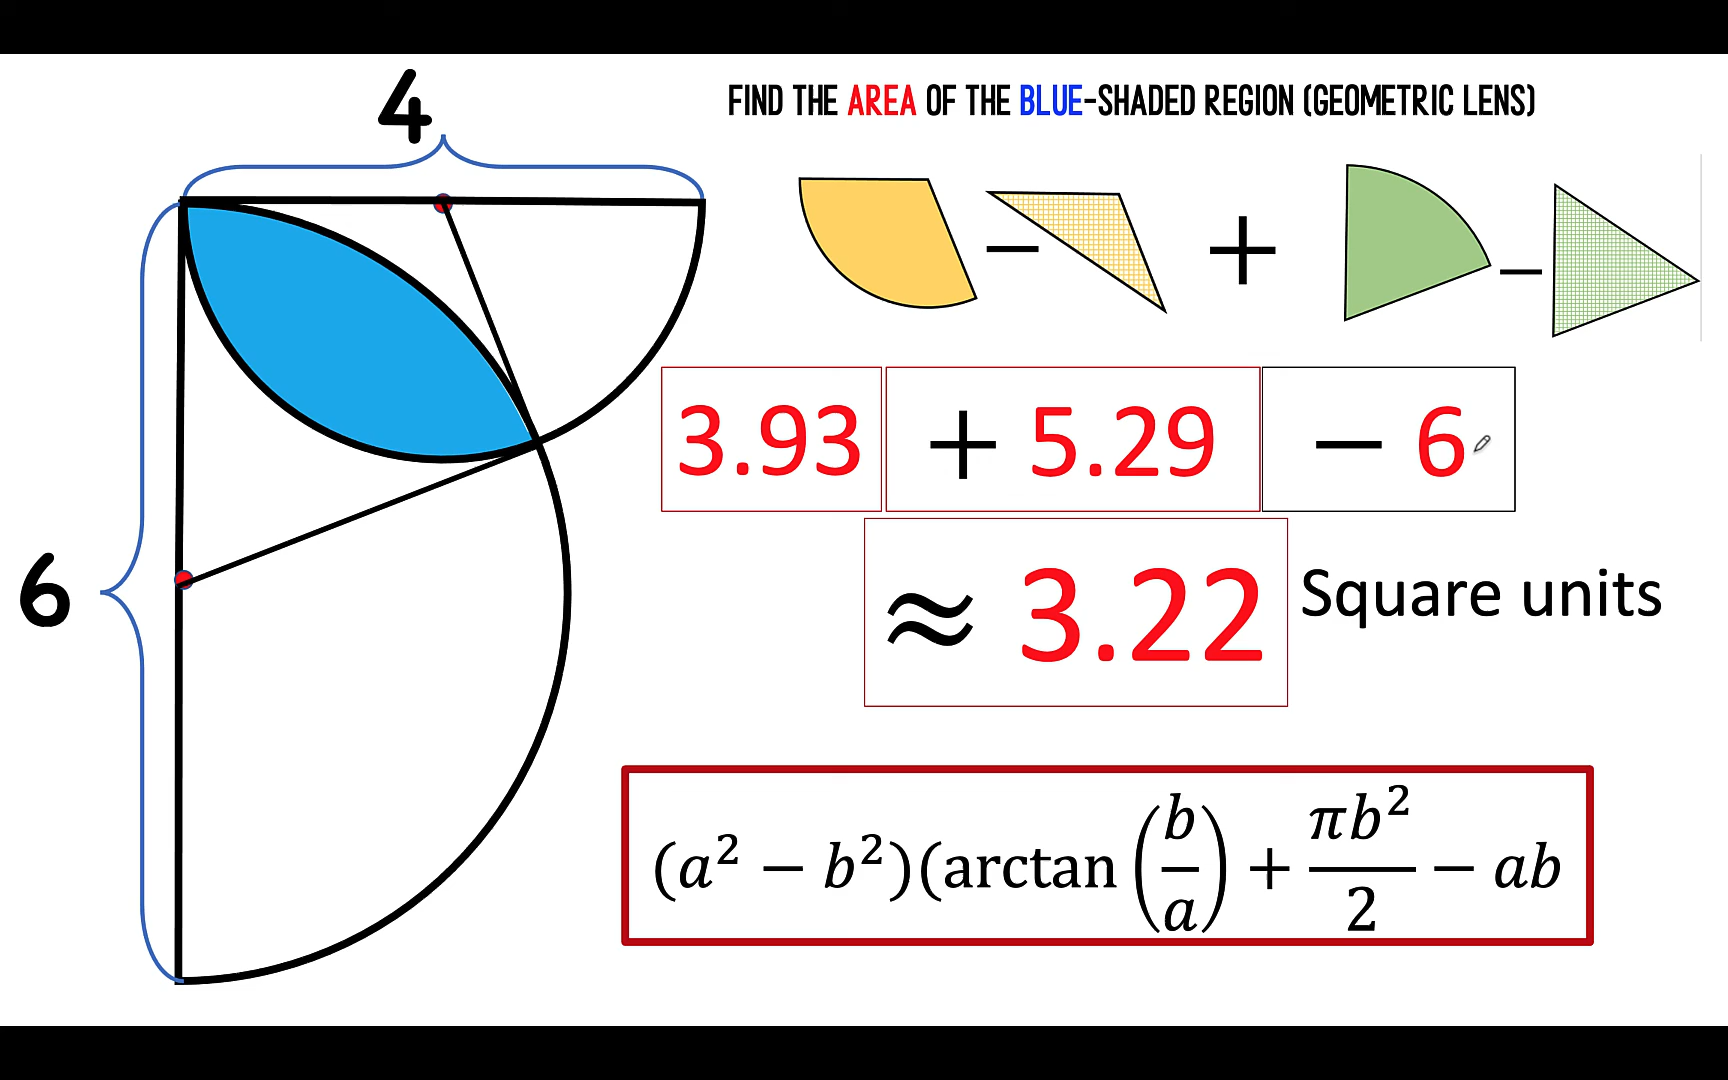 4
FIND THE AREA OF THE BLUE-SHADED REGION (GEOMETRIC LENS)
− + −
3.93 + 5.29 − 6
6
≈ 3.22 Square units
(a² − b²)(arctan(b/a) + πb²/2 − ab